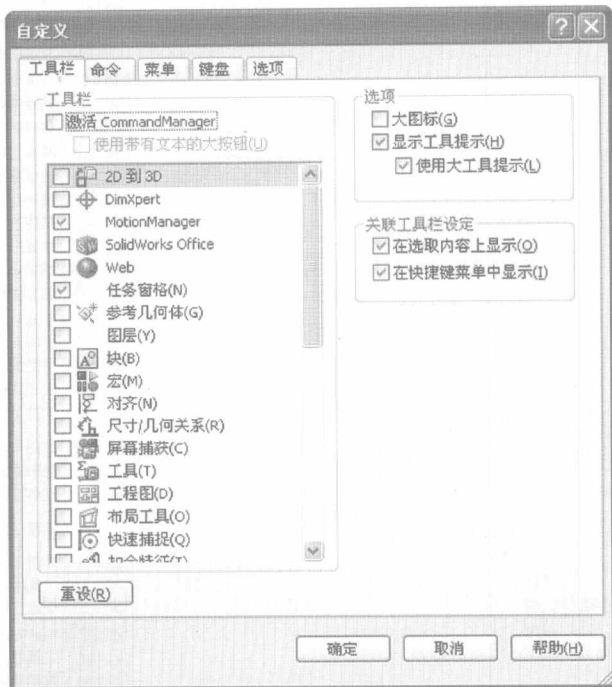 自定义
工具栏 命令 菜单 键盘 选项
工具栏
激活 CommandManager
使用带有文本的大按钮(U)
2D 到 3D
DimXpert
MotionManager
SolidWorks Office
Web
任务窗格(N)
参考几何体(G)
图层(Y)
块(B)
宏(M)
对齐(N)
尺寸/几何关系(R)
屏幕捕获(C)
工具(T)
工程图(D)
布局工具(O)
快速捕捉(Q)
重设(R)
选项
大图标(G)
显示工具提示(H)
使用大工具提示(L)
关联工具栏设定
在选取内容上显示(O)
在快捷键菜单中显示(I)
确定 取消 帮助(H)